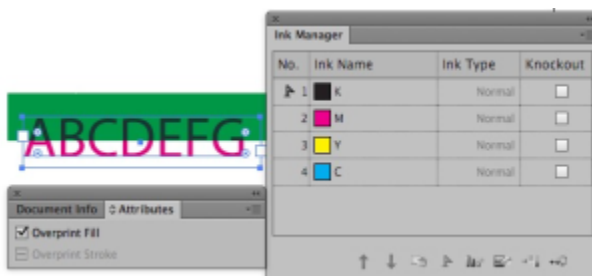 Ink Manager
No. Ink Name Ink Type Knockout
1 K Normal
2 M Normal
3 Y Normal
4 C Normal
ABCDEFG
Document Info Attributes
Overprint Fill
Overprint Stroke